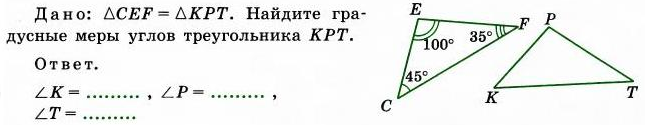 Дано: △CEF = △KPT. Найдите гра-
дусные меры углов треугольника KPT.
Ответ.
∠K = ........., ∠P = .........,
∠T = .........
E
F
100°
35°
45°
C
P
K
T